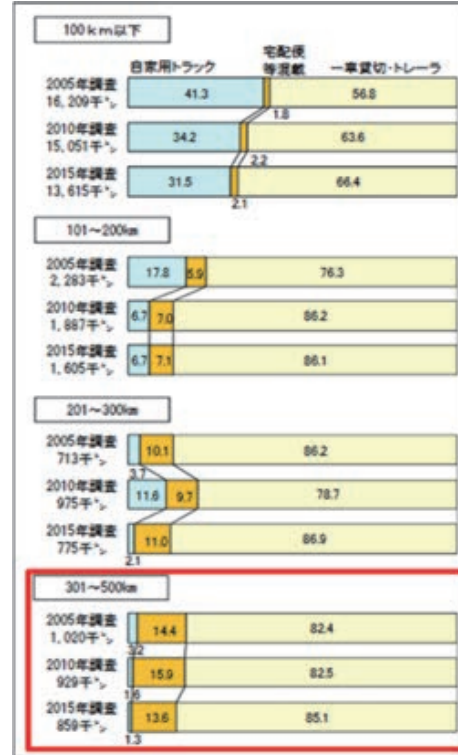 100km以下
自家用トラック 宅配便等混載 一車貸切・トレーラ
2005年調査
16,209千トン
41.3 1.8 56.8
2010年調査
15,051千トン
34.2 2.2 63.6
2015年調査
13,615千トン
31.5 2.1 66.4
101～200km
2005年調査
2,283千トン
17.8 5.9 76.3
2010年調査
1,887千トン
6.7 7.0 86.2
2015年調査
1,605千トン
6.7 7.1 86.1
201～300km
2005年調査
713千トン
3.7 10.1 86.2
2010年調査
975千トン
11.6 9.7 78.7
2015年調査
775千トン
2.1 11.0 86.9
301～500km
2005年調査
1,020千トン
3.2 14.4 82.4
2010年調査
929千トン
1.6 15.9 82.5
2015年調査
859千トン
1.3 13.6 85.1